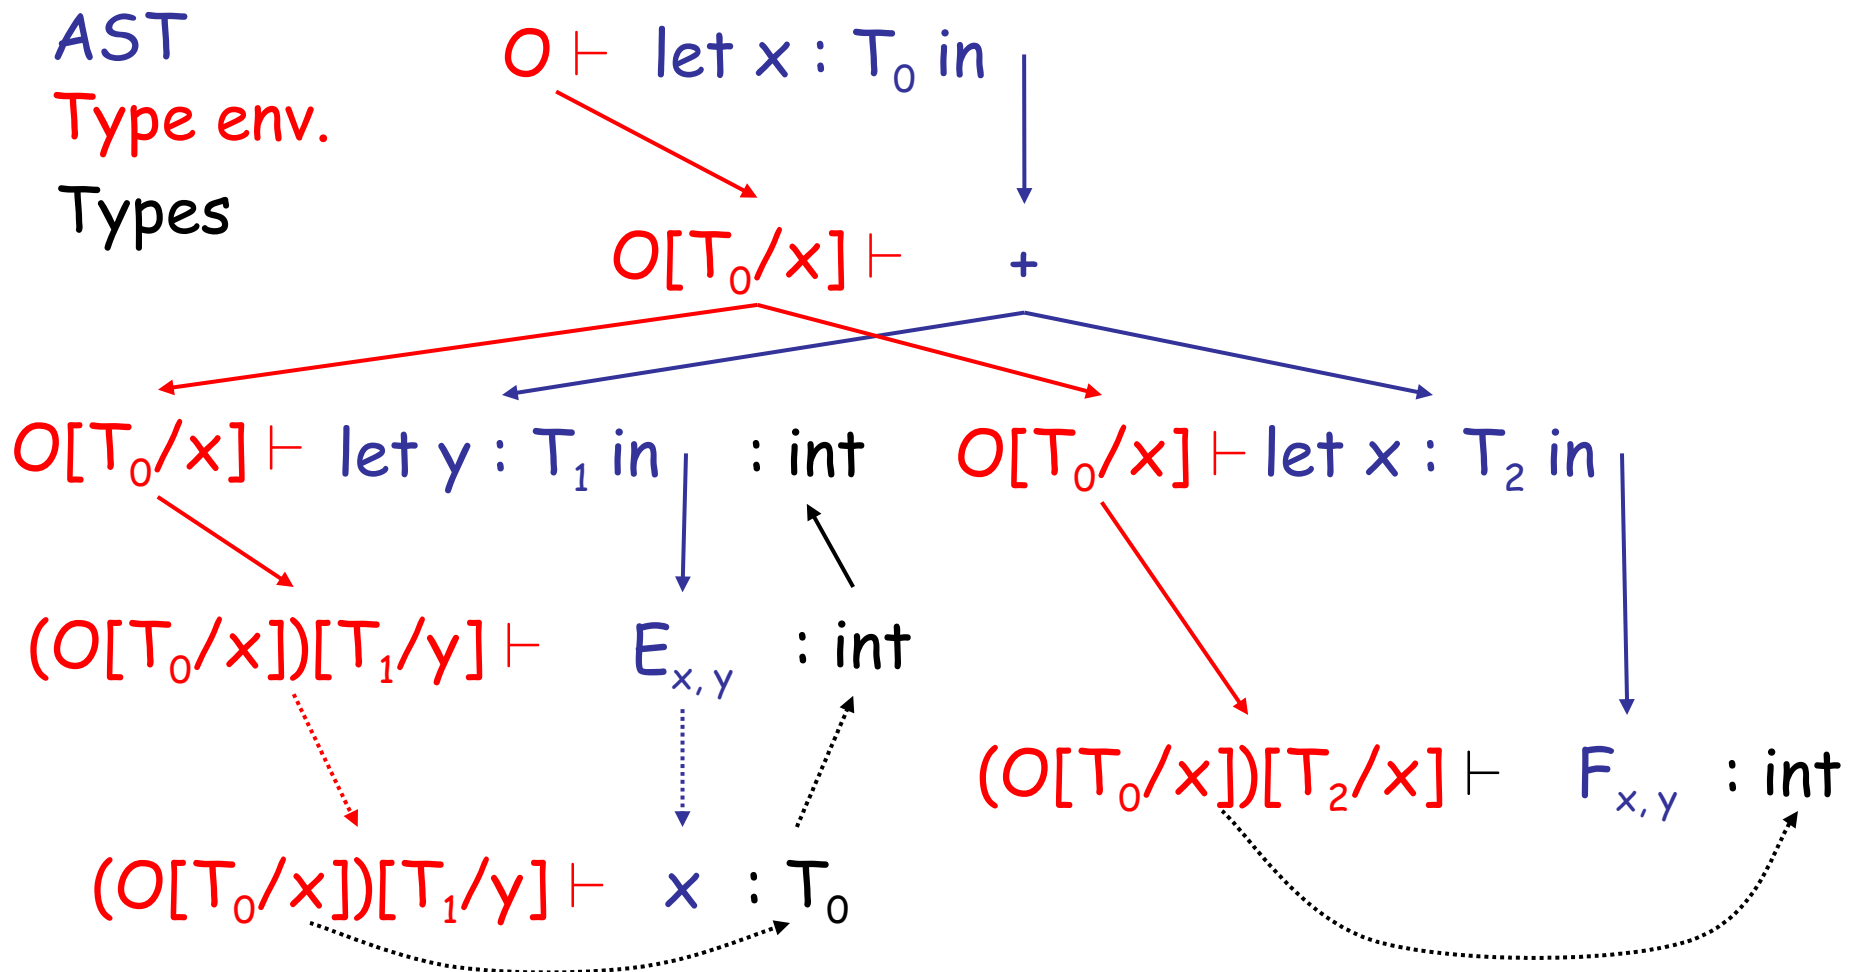 AST
Type env.
Types
O ⊢ let x : T₀ in
O[T₀/x] ⊢ +
O[T₀/x] ⊢ let y : T₁ in : int
O[T₀/x] ⊢ let x : T₂ in
(O[T₀/x])[T₁/y] ⊢ Eₓ,ᵧ : int
(O[T₀/x])[T₂/x] ⊢ Fₓ,ᵧ : int
(O[T₀/x])[T₁/y] ⊢ x : T₀